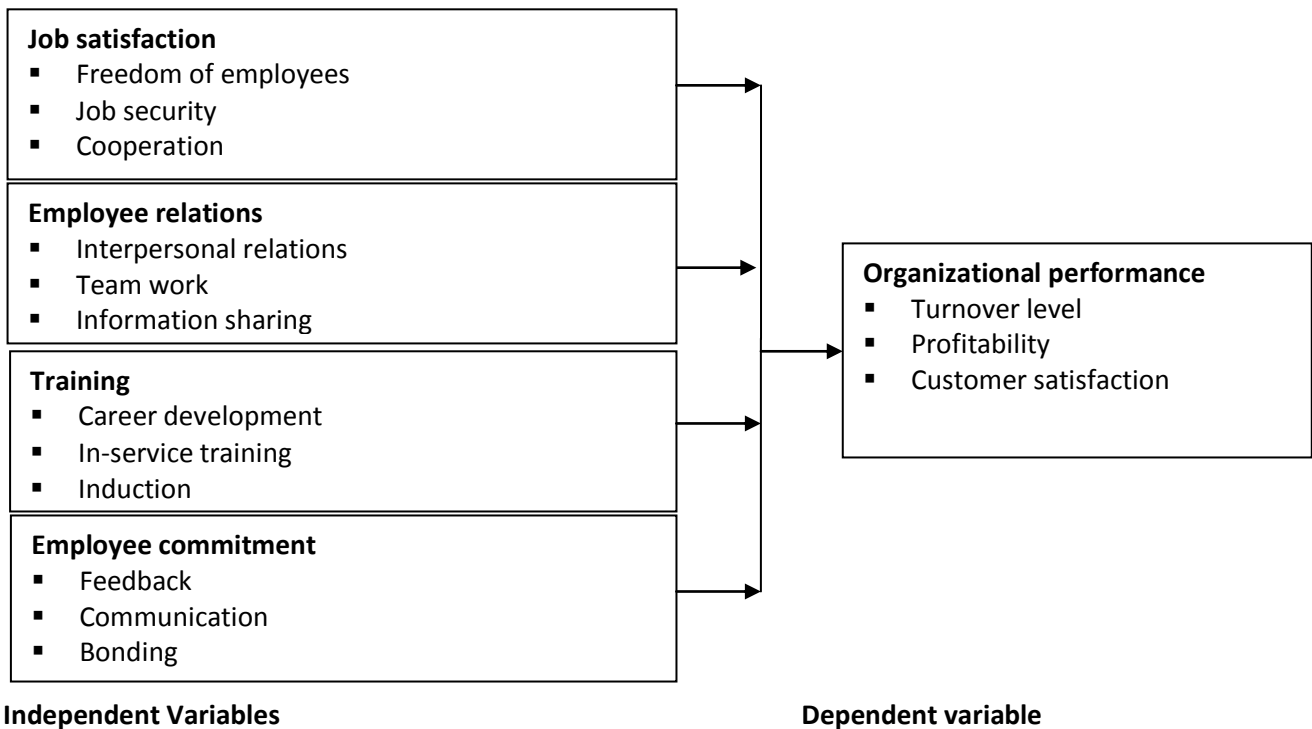 Job satisfaction
▪ Freedom of employees
▪ Job security
▪ Cooperation
Employee relations
▪ Interpersonal relations
▪ Team work
▪ Information sharing
Training
▪ Career development
▪ In-service training
▪ Induction
Employee commitment
▪ Feedback
▪ Communication
▪ Bonding
Organizational performance
▪ Turnover level
▪ Profitability
▪ Customer satisfaction
Independent Variables
Dependent variable